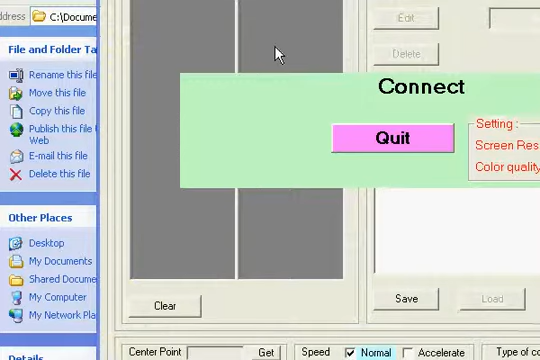 ddress C:\Docume
File and Folder Ta
Rename this file
Move this file
Copy this file
Publish this file
Web
E-mail this file
Delete this file
Other Places
Desktop
My Documents
Shared Docume
My Computer
My Network Pla
Details
Edit
Delete
Connect
Quit
Setting :
Screen Res
Color quality
Clear
Save
Load
Center Point
Get
Speed
Normal
Accelerate
Type of co